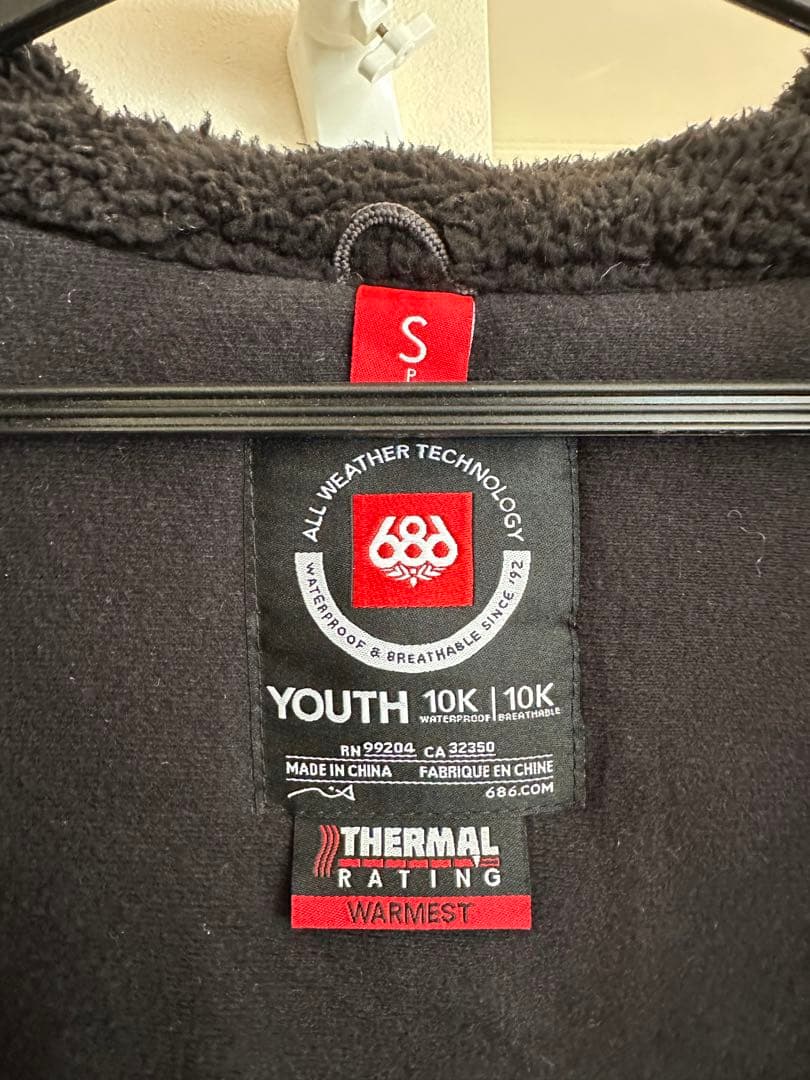 S
P
ALL WEATHER TECHNOLOGY
686
WATERPROOF & BREATHABLE SINCE '92
YOUTH 10K | 10K
WATERPROOF BREATHABLE
RN 99204 CA 32350
MADE IN CHINA FABRIQUE EN CHINE
686.COM
THERMAL
RATING
WARMEST